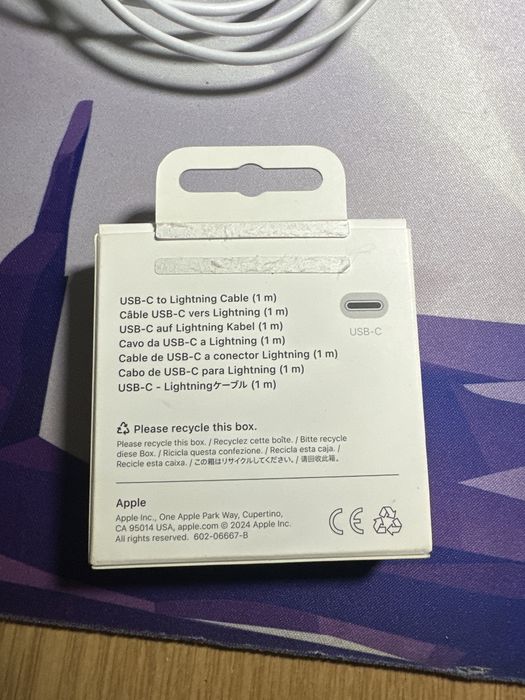 USB-C to Lightning Cable (1 m)
Câble USB-C vers Lightning (1 m)
USB-C auf Lightning Kabel (1 m)
Cavo da USB-C a Lightning (1 m)
Cable de USB-C a conector Lightning (1 m)
Cabo de USB-C para Lightning (1 m)
USB-C - Lightningケーブル (1 m)
USB-C
Please recycle this box.
Please recycle this box. / Recyclez cette boîte. / Bitte recycle
diese Box. / Ricicla questa confezione. / Recicla esta caja. /
Recicle esta caixa. / この箱はリサイクルしてください。/ 请回收此箱。
Apple
Apple Inc., One Apple Park Way, Cupertino,
CA 95014 USA, apple.com © 2024 Apple Inc.
All rights reserved. 602-06667-B
CE